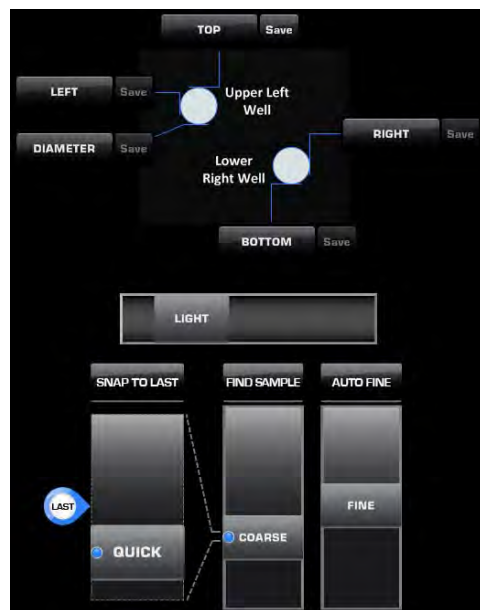 TOP Save
LEFT Save
Upper Left
Well
DIAMETER Save
RIGHT Save
Lower
Right Well
BOTTOM Save
LIGHT
SNAP TO LAST FIND SAMPLE AUTO FINE
LAST
FINE
COARSE
QUICK